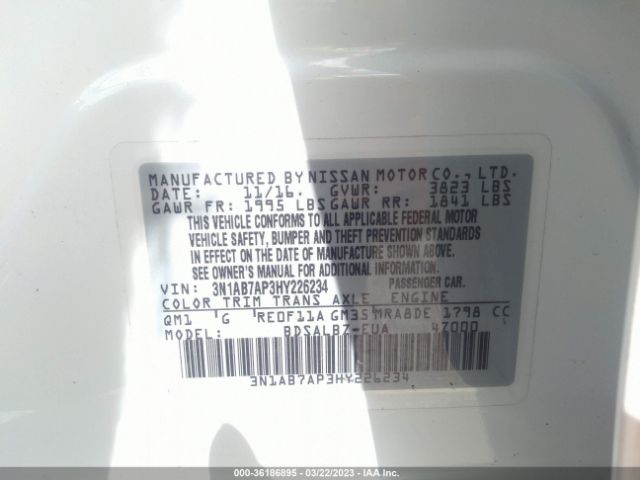 MANUFACTURED BY NISSAN MOTOR CO., LTD.
DATE: 11/16. GVWR: 3823 LBS
GAWR FR: 1995 LBS GAWR RR: 1841 LBS
THIS VEHICLE CONFORMS TO ALL APPLICABLE FEDERAL MOTOR
VEHICLE SAFETY, BUMPER AND THEFT PREVENTION STANDARDS
IN EFFECT ON THE DATE OF MANUFACTURE SHOWN ABOVE.
SEE OWNER'S MANUAL FOR ADDITIONAL INFORMATION.
VIN: 3N1AB7AP3HY226234 PASSENGER CAR.
COLOR TRIM TRANS AXLE ENGINE
QM1 G RE0F11A GM35 MRA8DE 1798 CC
MODEL: BDSALB7-EUA 47000
3N1AB7AP3HY226234
000-36186895 - 03/22/2023 - IAA Inc.